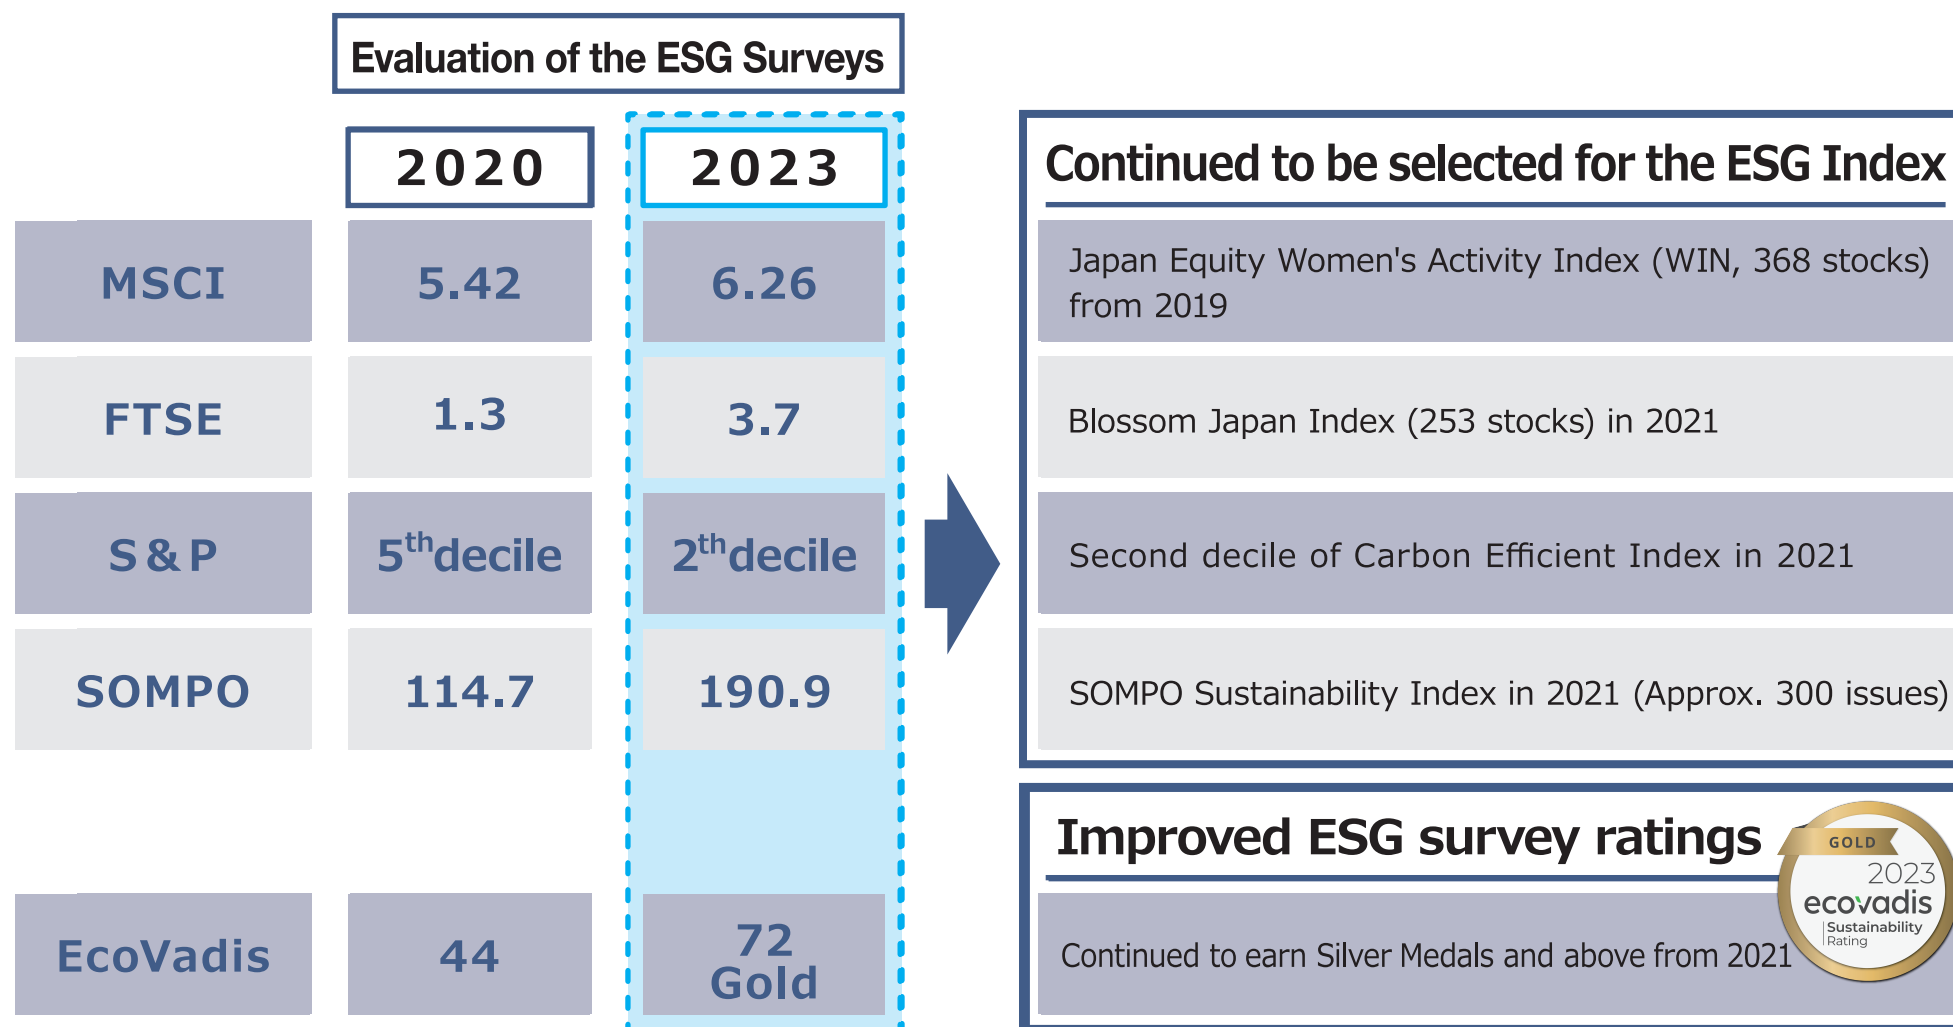 Evaluation of the ESG Surveys
2020
2023
MSCI
5.42
6.26
FTSE
1.3
3.7
S&P
5th decile
2th decile
SOMPO
114.7
190.9
EcoVadis
44
72
Gold
Continued to be selected for the ESG Index
Japan Equity Women's Activity Index (WIN, 368 stocks)
from 2019
Blossom Japan Index (253 stocks) in 2021
Second decile of Carbon Efficient Index in 2021
SOMPO Sustainability Index in 2021 (Approx. 300 issues)
Improved ESG survey ratings
Continued to earn Silver Medals and above from 2021
GOLD
2023
ecovadis
Sustainability
Rating